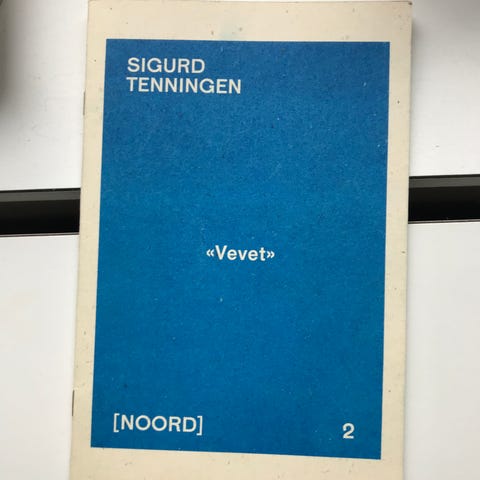 SIGURD
TENNINGEN
«Vevet»
[NOORD]
2